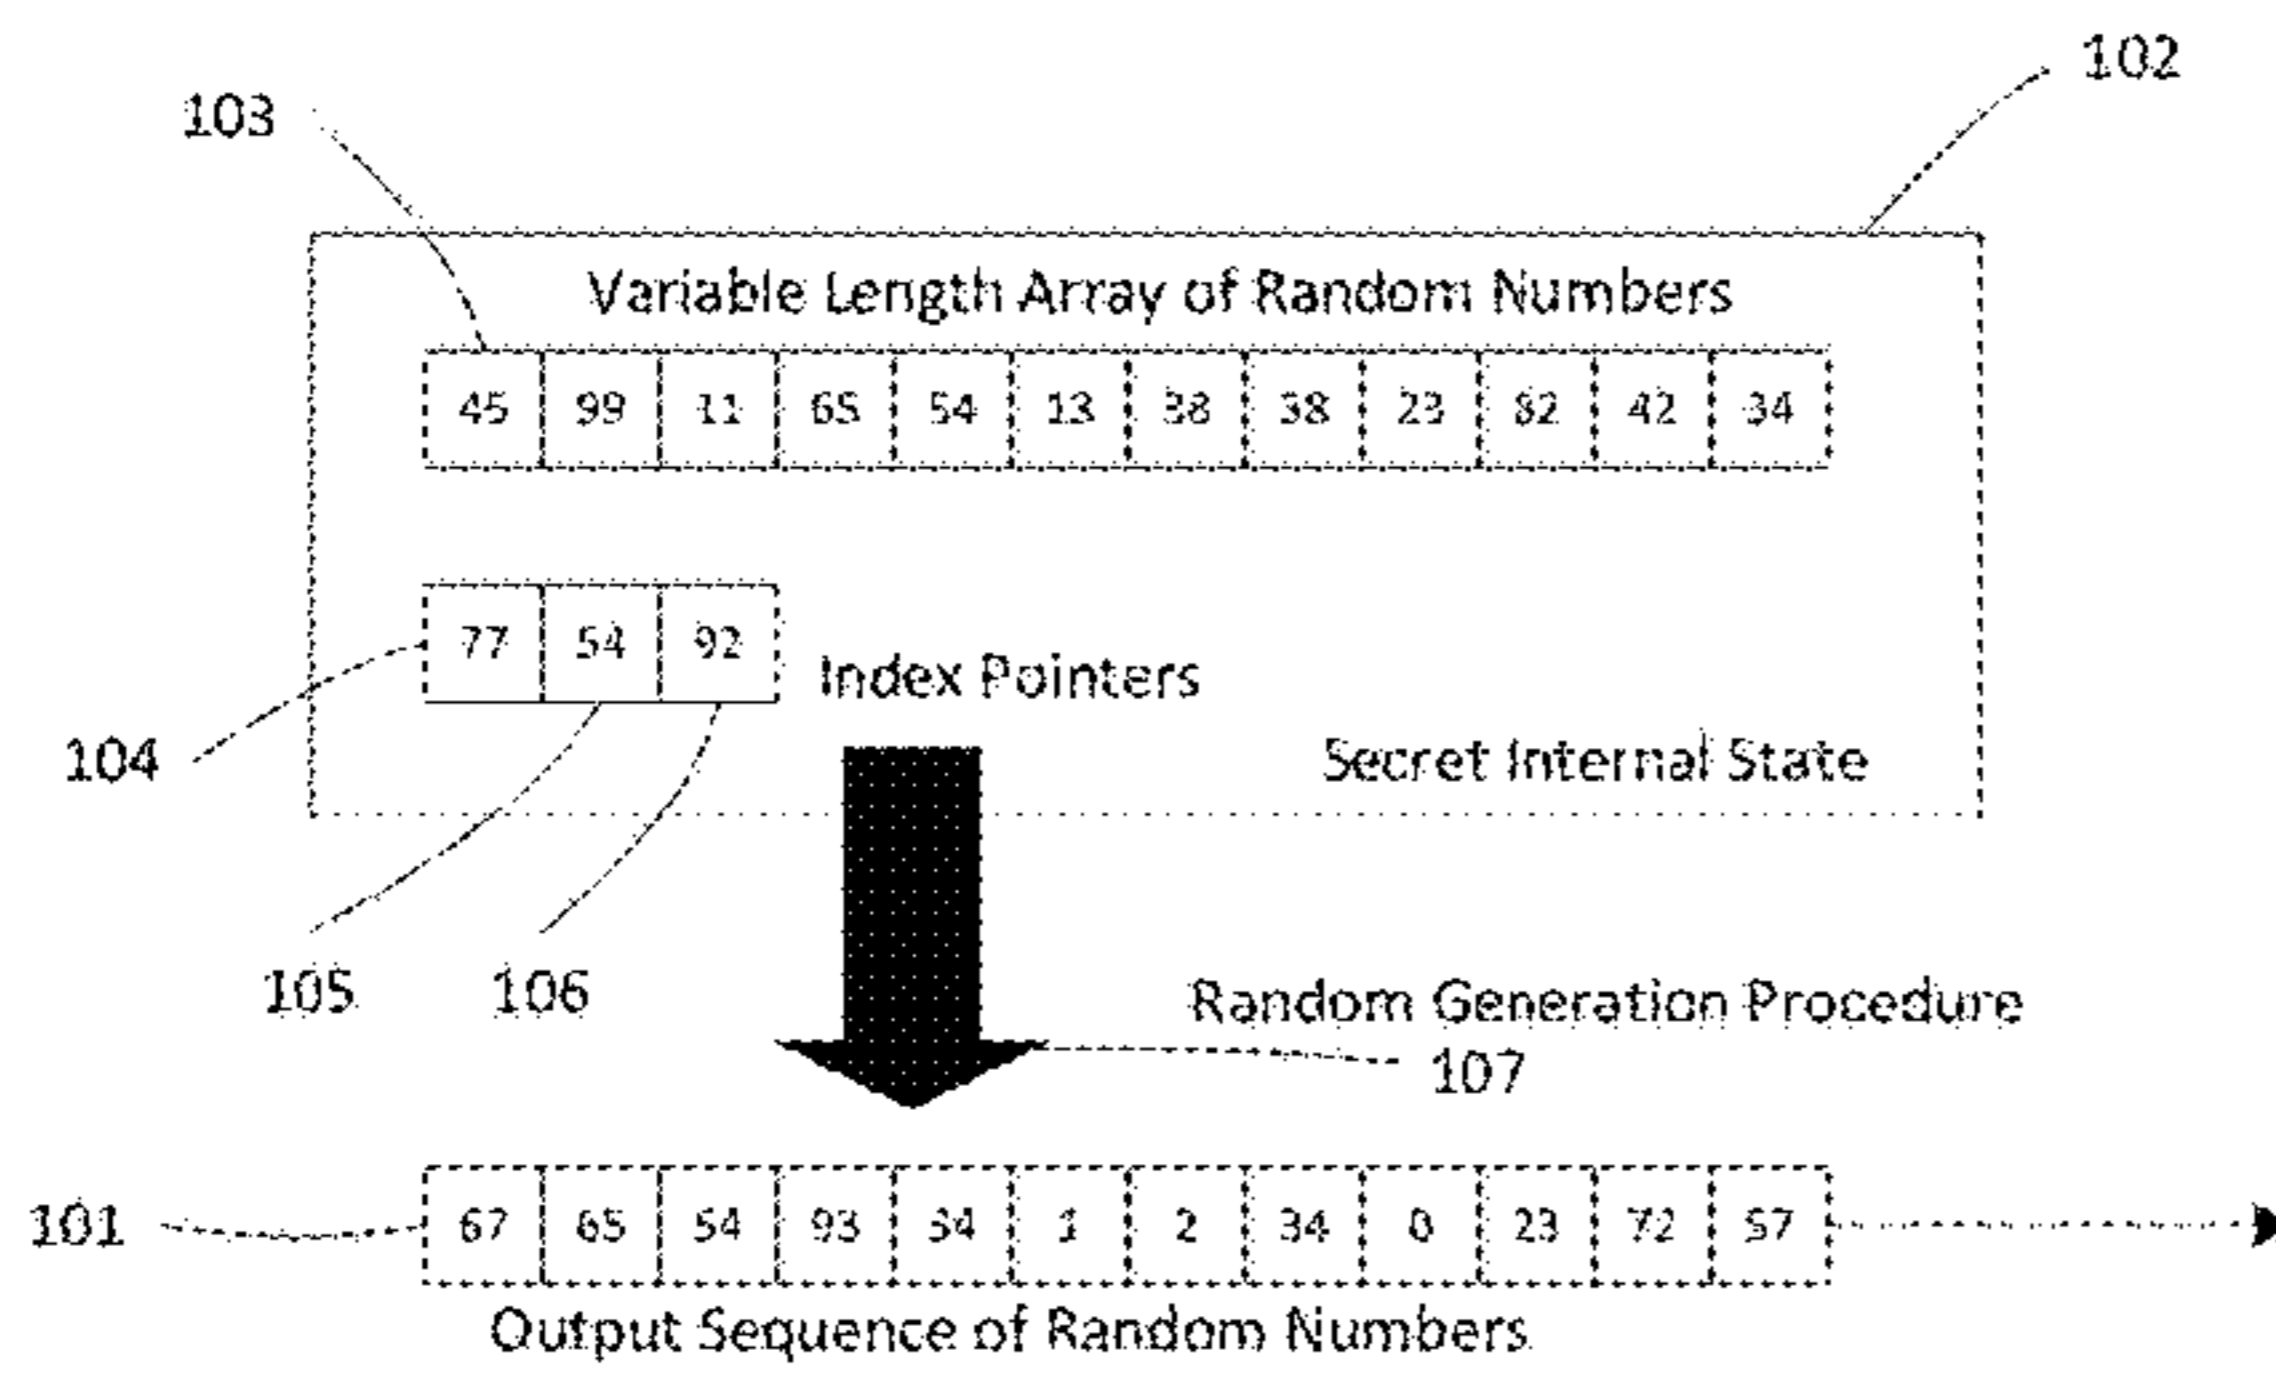 102
103
Variable Length Array of Random Numbers
45 99 11 65 54 13 38 38 23 82 42 34
77 54 92
Index Pointers
104
Secret Internal State
105 106
Random Generation Procedure
107
101
67 65 54 93 34 1 2 34 0 23 72 57
Output Sequence of Random Numbers